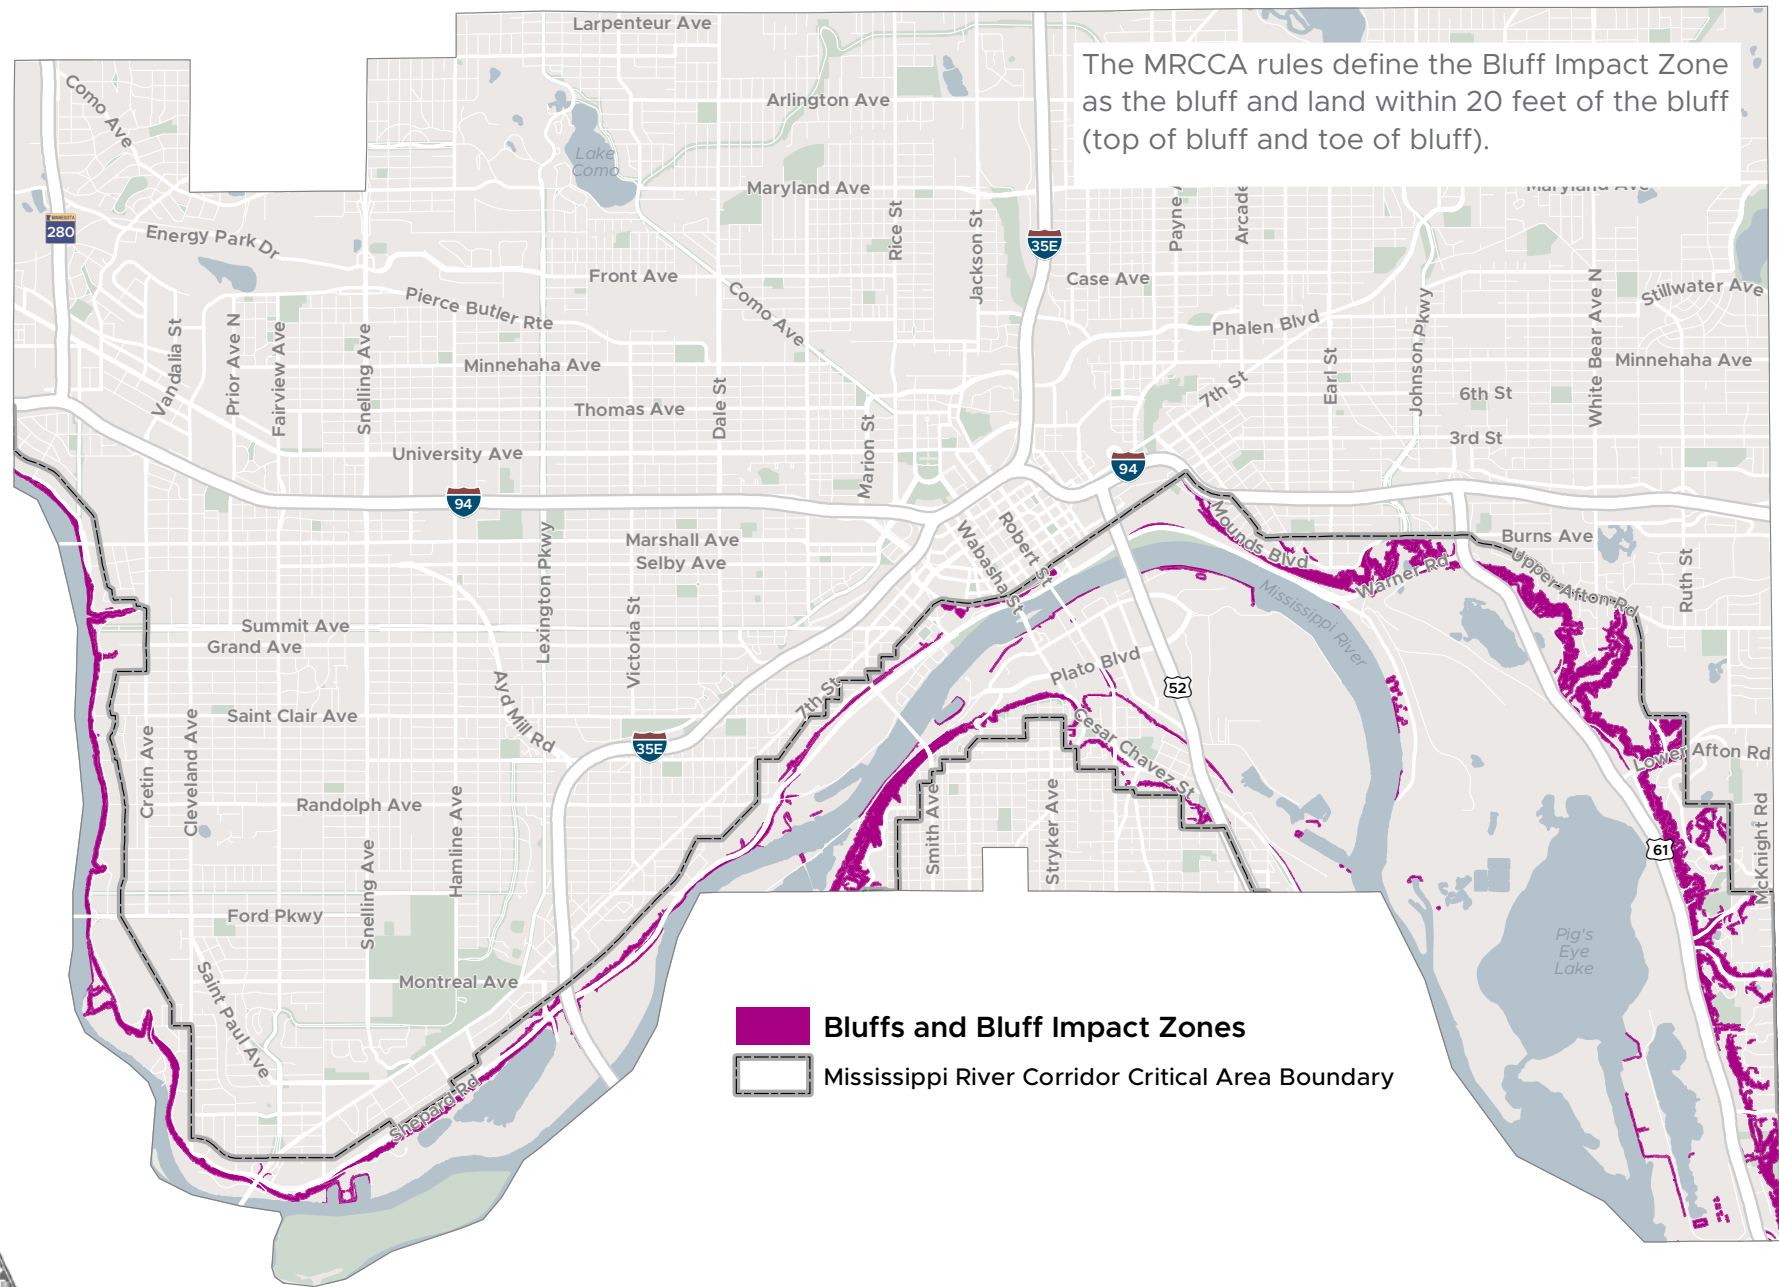 Larpenteur Ave
The MRCCA rules define the Bluff Impact Zone
as the bluff and land within 20 feet of the bluff
(top of bluff and toe of bluff).
Como Ave
Arlington Ave
Lake
Como
Maryland Ave
Maryland Ave
MINNESOTA
280
Energy Park Dr
Rice St
Jackson St
35E
Payne
Arcade
Front Ave
Case Ave
Pierce Butler Rte
Como Ave
Stillwater Ave
Phalen Blvd
Johnson Pkwy
White Bear Ave N
Vandalia St
Prior Ave N
Fairview Ave
Snelling Ave
Minnehaha Ave
Minnehaha Ave
Earl St
7th St
6th St
Thomas Ave
Dale St
Marion St
3rd St
University Ave
94
94
Lexington Pkwy
Marshall Ave
Selby Ave
Robert St
Wabasha St
Mounds Blvd
Burns Ave
Upper Afton Rd
Ruth St
Warner Rd
Mississippi River
Summit Ave
Grand Ave
Victoria St
Ayd Mill Rd
7th St
Plato Blvd
52
Saint Clair Ave
35E
Cesar Chavez St
Lower Afton Rd
Cretin Ave
Cleveland Ave
Randolph Ave
Hamline Ave
Smith Ave
Stryker Ave
61
McKnight Rd
Snelling Ave
Ford Pkwy
Pig's
Eye
Lake
Saint Paul Ave
Montreal Ave
Shepard Rd
Bluffs and Bluff Impact Zones
Mississippi River Corridor Critical Area Boundary